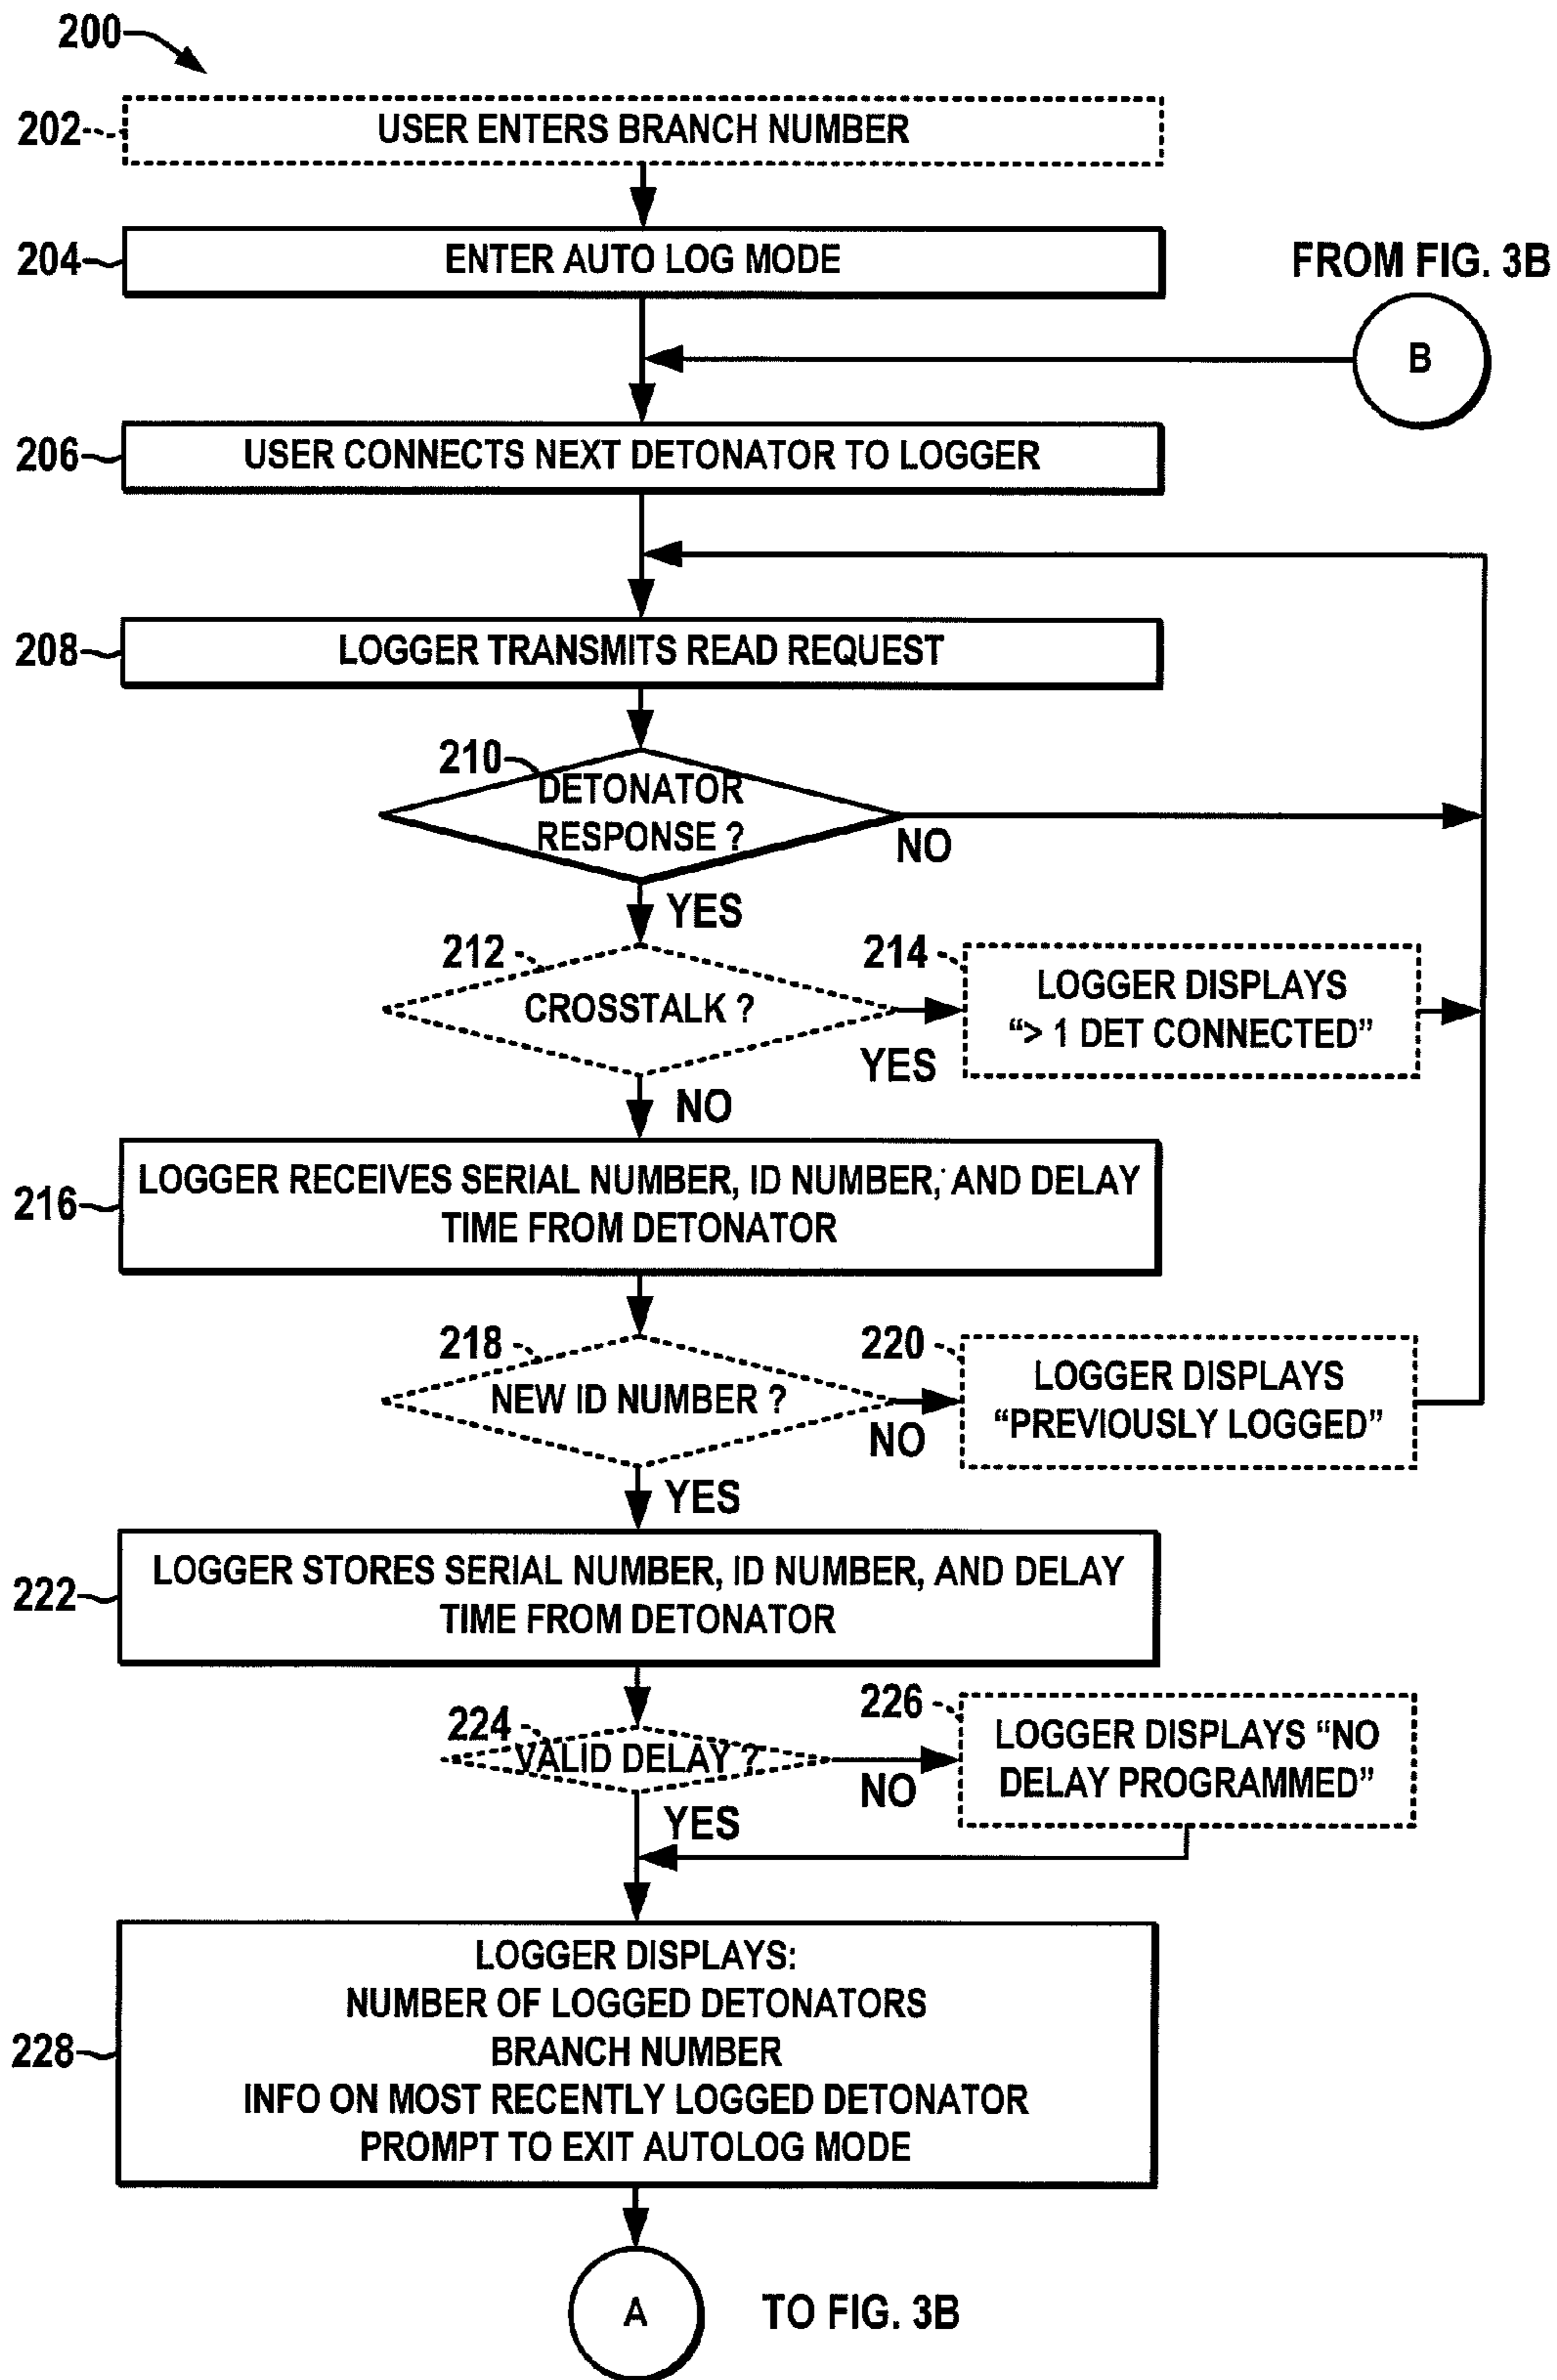 200
202
USER ENTERS BRANCH NUMBER
204
ENTER AUTO LOG MODE
FROM FIG. 3B
B
206
USER CONNECTS NEXT DETONATOR TO LOGGER
208
LOGGER TRANSMITS READ REQUEST
210
DETONATOR
RESPONSE ?
NO
YES
212
CROSSTALK ?
YES
214
LOGGER DISPLAYS
“> 1 DET CONNECTED”
NO
216
LOGGER RECEIVES SERIAL NUMBER, ID NUMBER, AND DELAY
TIME FROM DETONATOR
218
NEW ID NUMBER ?
NO
220
LOGGER DISPLAYS
“PREVIOUSLY LOGGED”
YES
222
LOGGER STORES SERIAL NUMBER, ID NUMBER, AND DELAY
TIME FROM DETONATOR
224
VALID DELAY ?
NO
226
LOGGER DISPLAYS “NO
DELAY PROGRAMMED”
YES
228
LOGGER DISPLAYS:
NUMBER OF LOGGED DETONATORS
BRANCH NUMBER
INFO ON MOST RECENTLY LOGGED DETONATOR
PROMPT TO EXIT AUTOLOG MODE
A
TO FIG. 3B